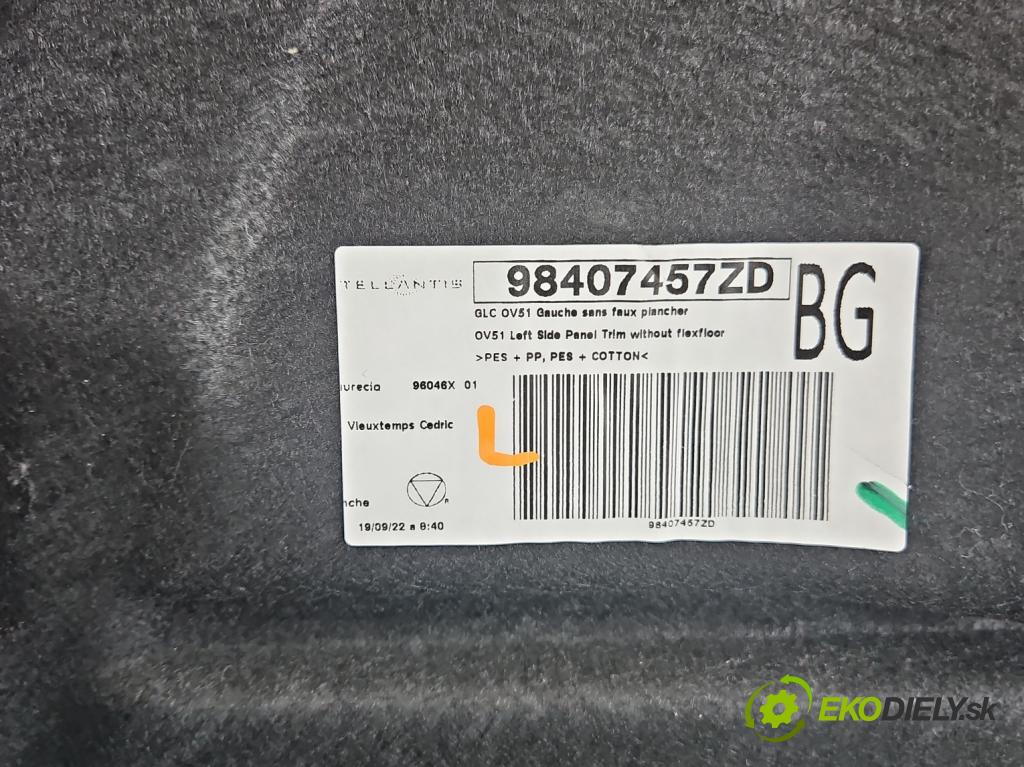 TELLANTIS
98407457ZD
BG
GLC OV51 Gauche sans faux plancher
OV51 Left Side Panel Trim without flexfloor
>PES + PP, PES + COTTON<
urecia 96046X 01
Vieuxtemps Cedric
L
nche
19/09/22 a 8:40
98407457ZD
EKODIELY.sk